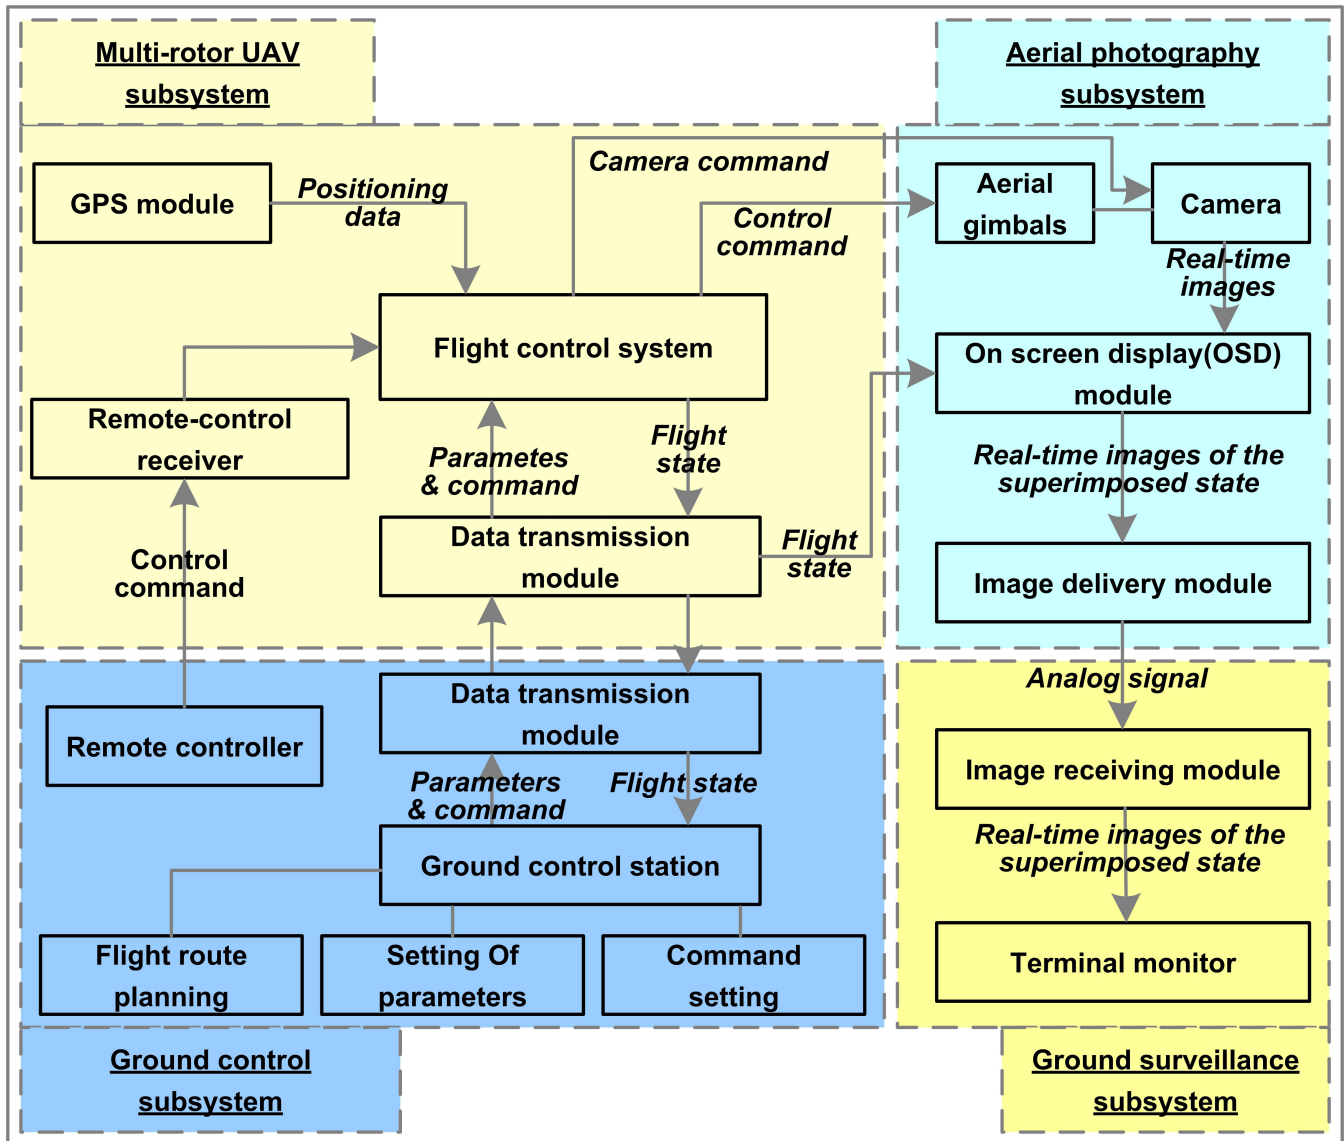 Multi-rotor UAV
subsystem
Aerial photography
subsystem
GPS module
Positioning
data
Camera command
Control
command
Aerial
gimbals
Camera
Real-time
images
Flight control system
On screen display(OSD)
module
Remote-control
receiver
Parametes
& command
Flight
state
Real-time images of the
superimposed state
Data transmission
module
Flight
state
Control
command
Image delivery module
Analog signal
Data transmission
module
Remote controller
Image receiving module
Parameters
& command
Flight state
Real-time images of the
superimposed state
Ground control station
Flight route
planning
Setting Of
parameters
Command
setting
Terminal monitor
Ground control
subsystem
Ground surveillance
subsystem